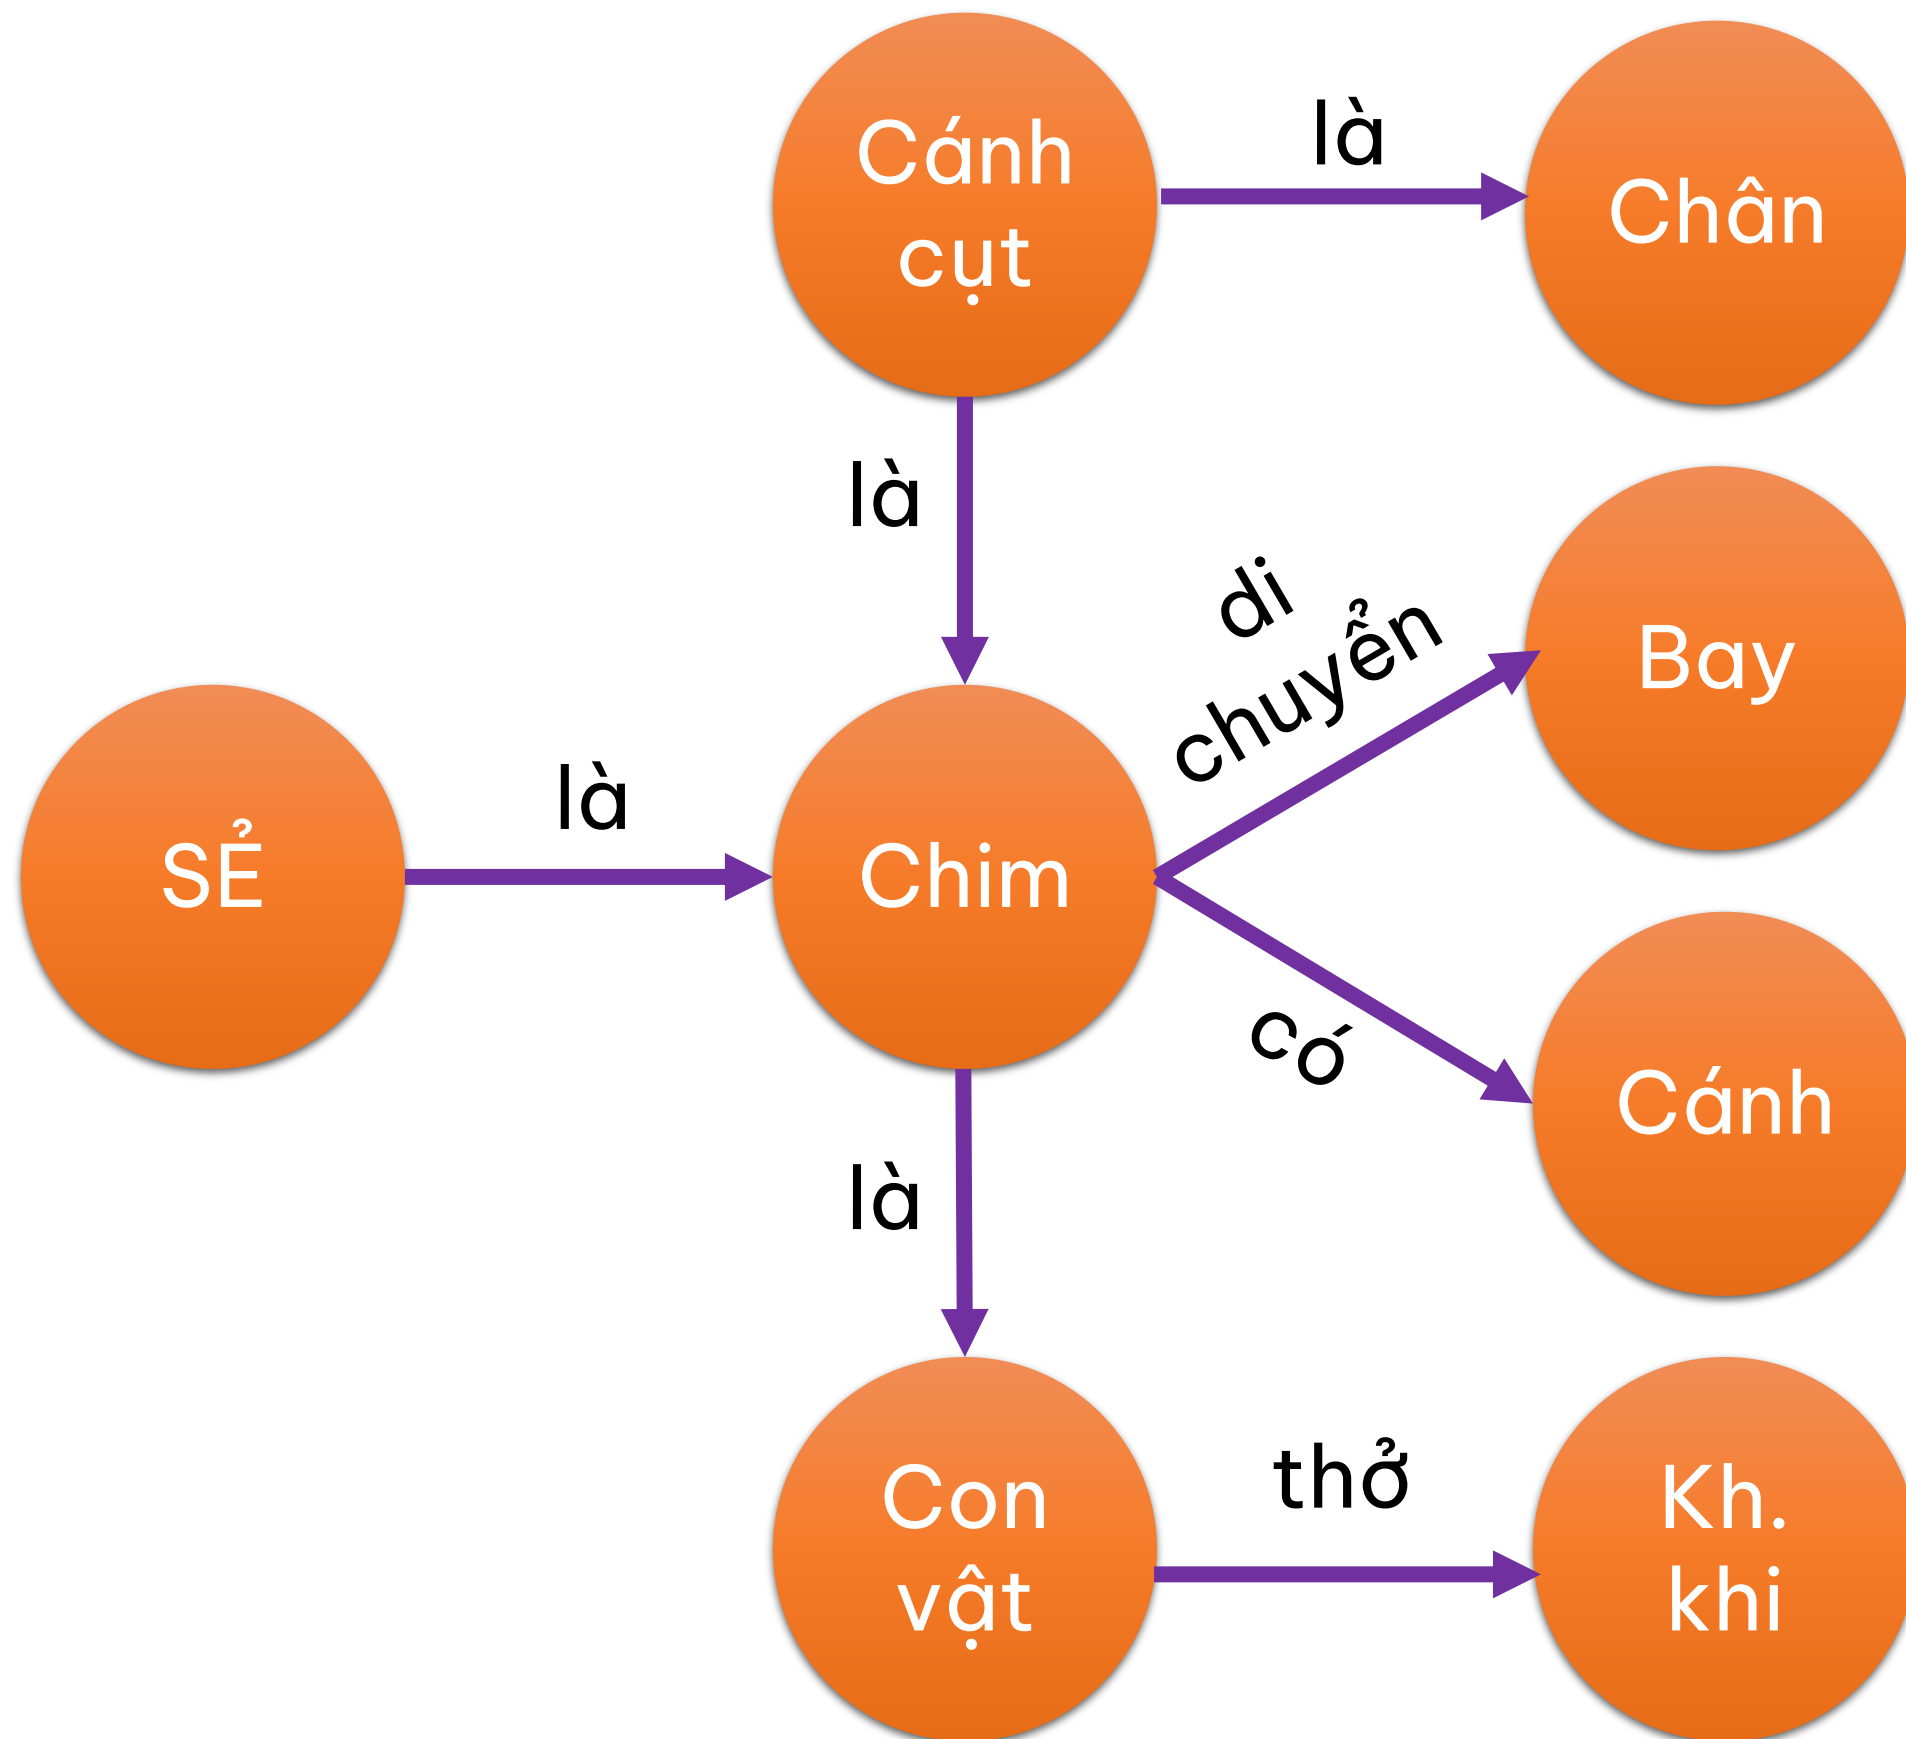 Cánh
cụt
là
Chân
là
di
chuyển
Bay
SẺ
là
Chim
có
Cánh
là
Con
vật
thở
Kh.
khi